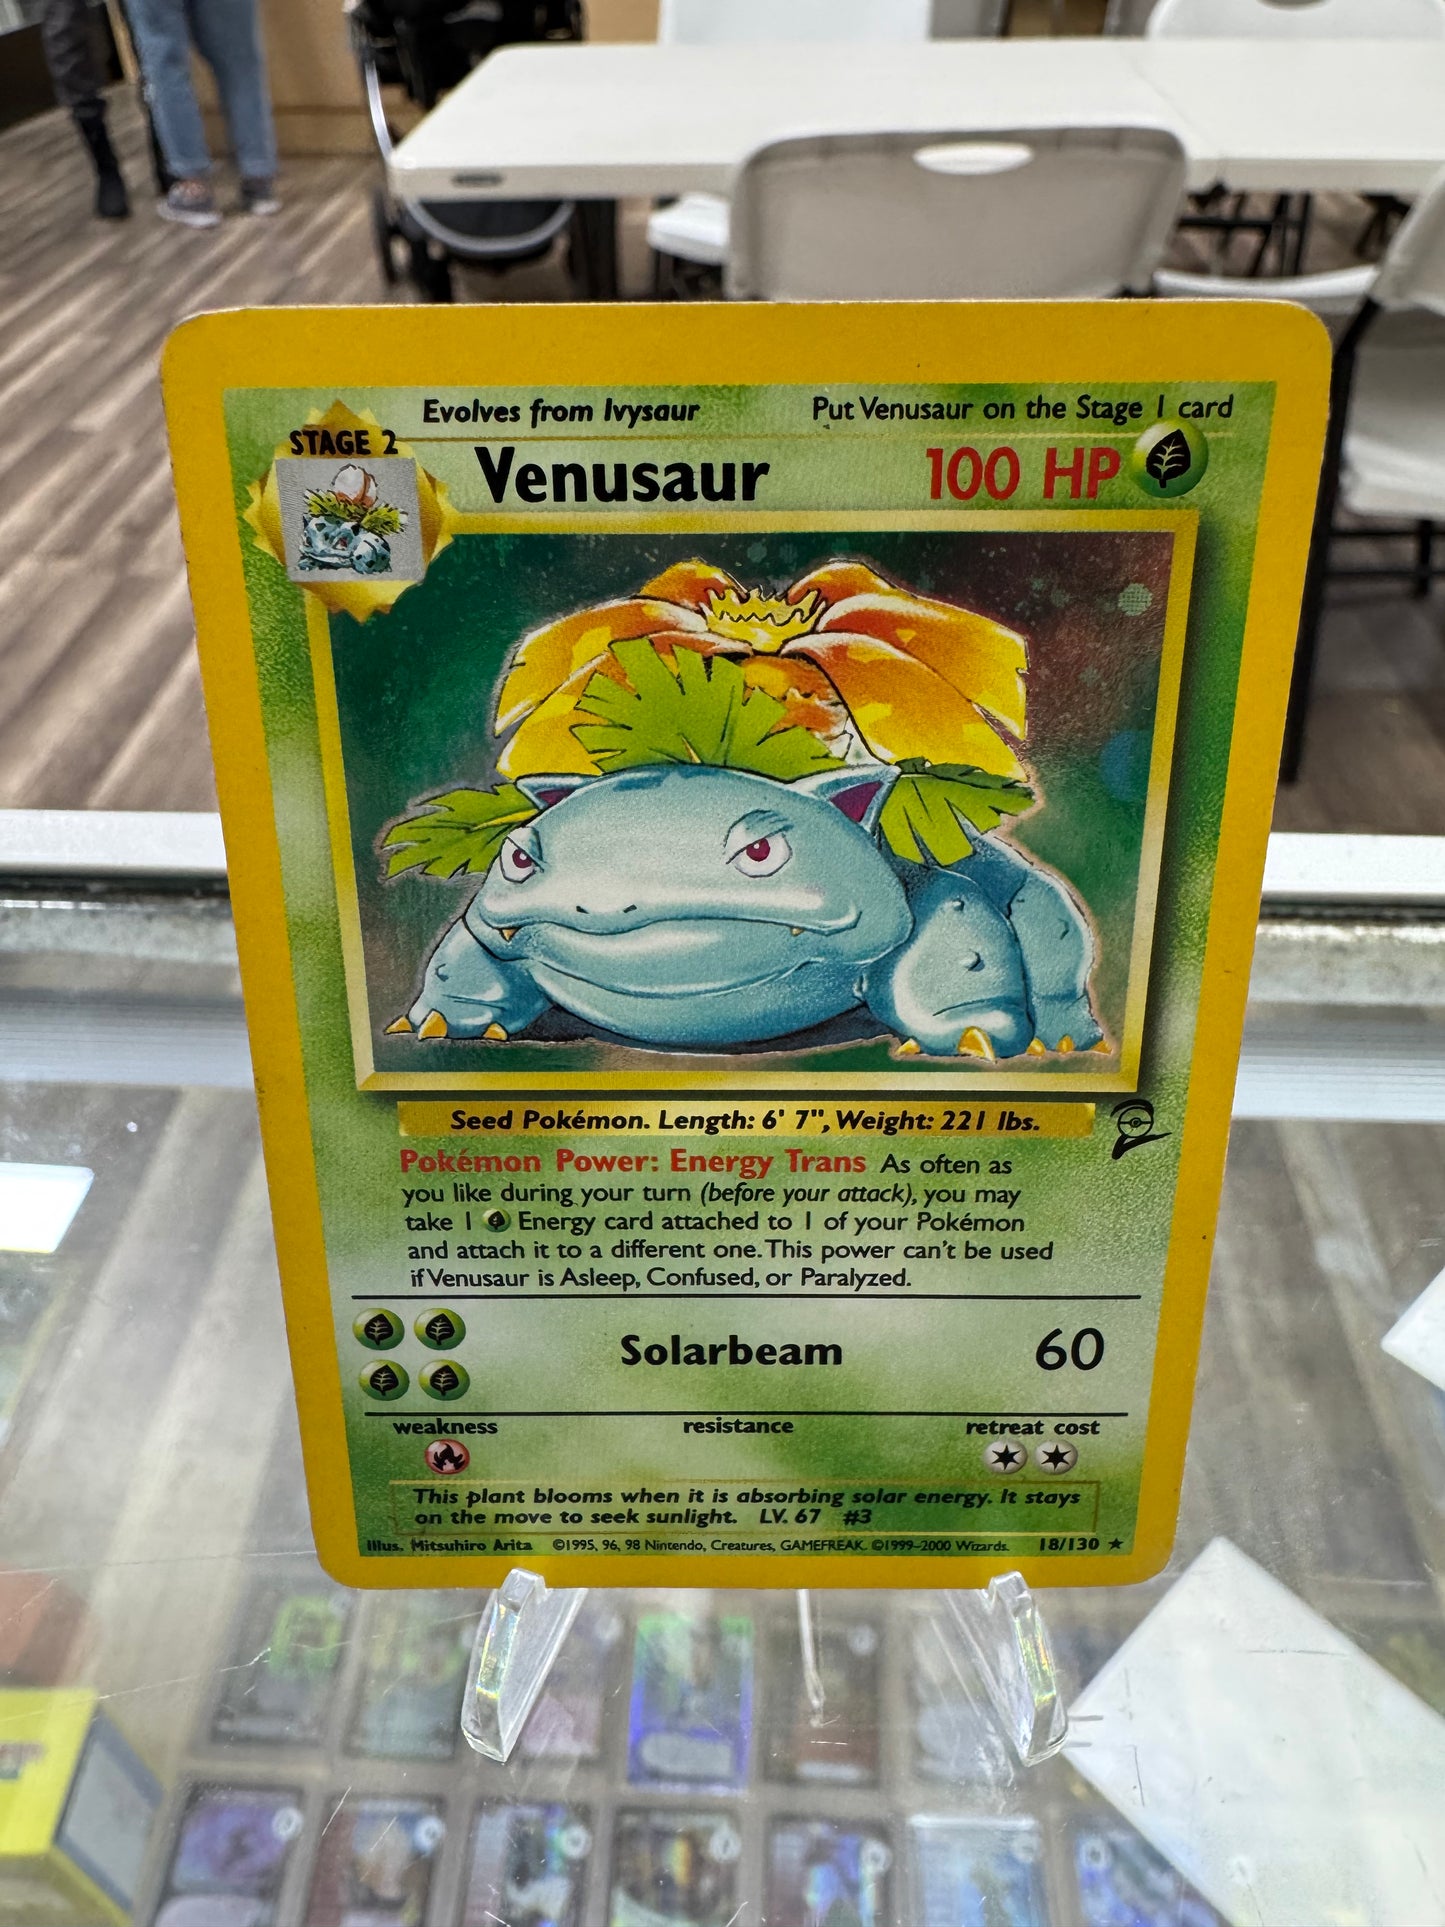 Evolves from Ivysaur Put Venusaur on the Stage 1 card
STAGE 2
Venusaur 100 HP
Seed Pokémon. Length: 6' 7", Weight: 221 lbs.
Pokémon Power: Energy Trans As often as
you like during your turn (before your attack), you may
take 1 Energy card attached to 1 of your Pokémon
and attach it to a different one. This power can't be used
if Venusaur is Asleep, Confused, or Paralyzed.
Solarbeam 60
weakness resistance retreat cost
This plant blooms when it is absorbing solar energy. It stays
on the move to seek sunlight. LV. 67 #3
Illus. Mitsuhiro Arita ©1995, 96, 98 Nintendo, Creatures, GAMEFREAK. ©1999-2000 Wizards. 18/130 ★